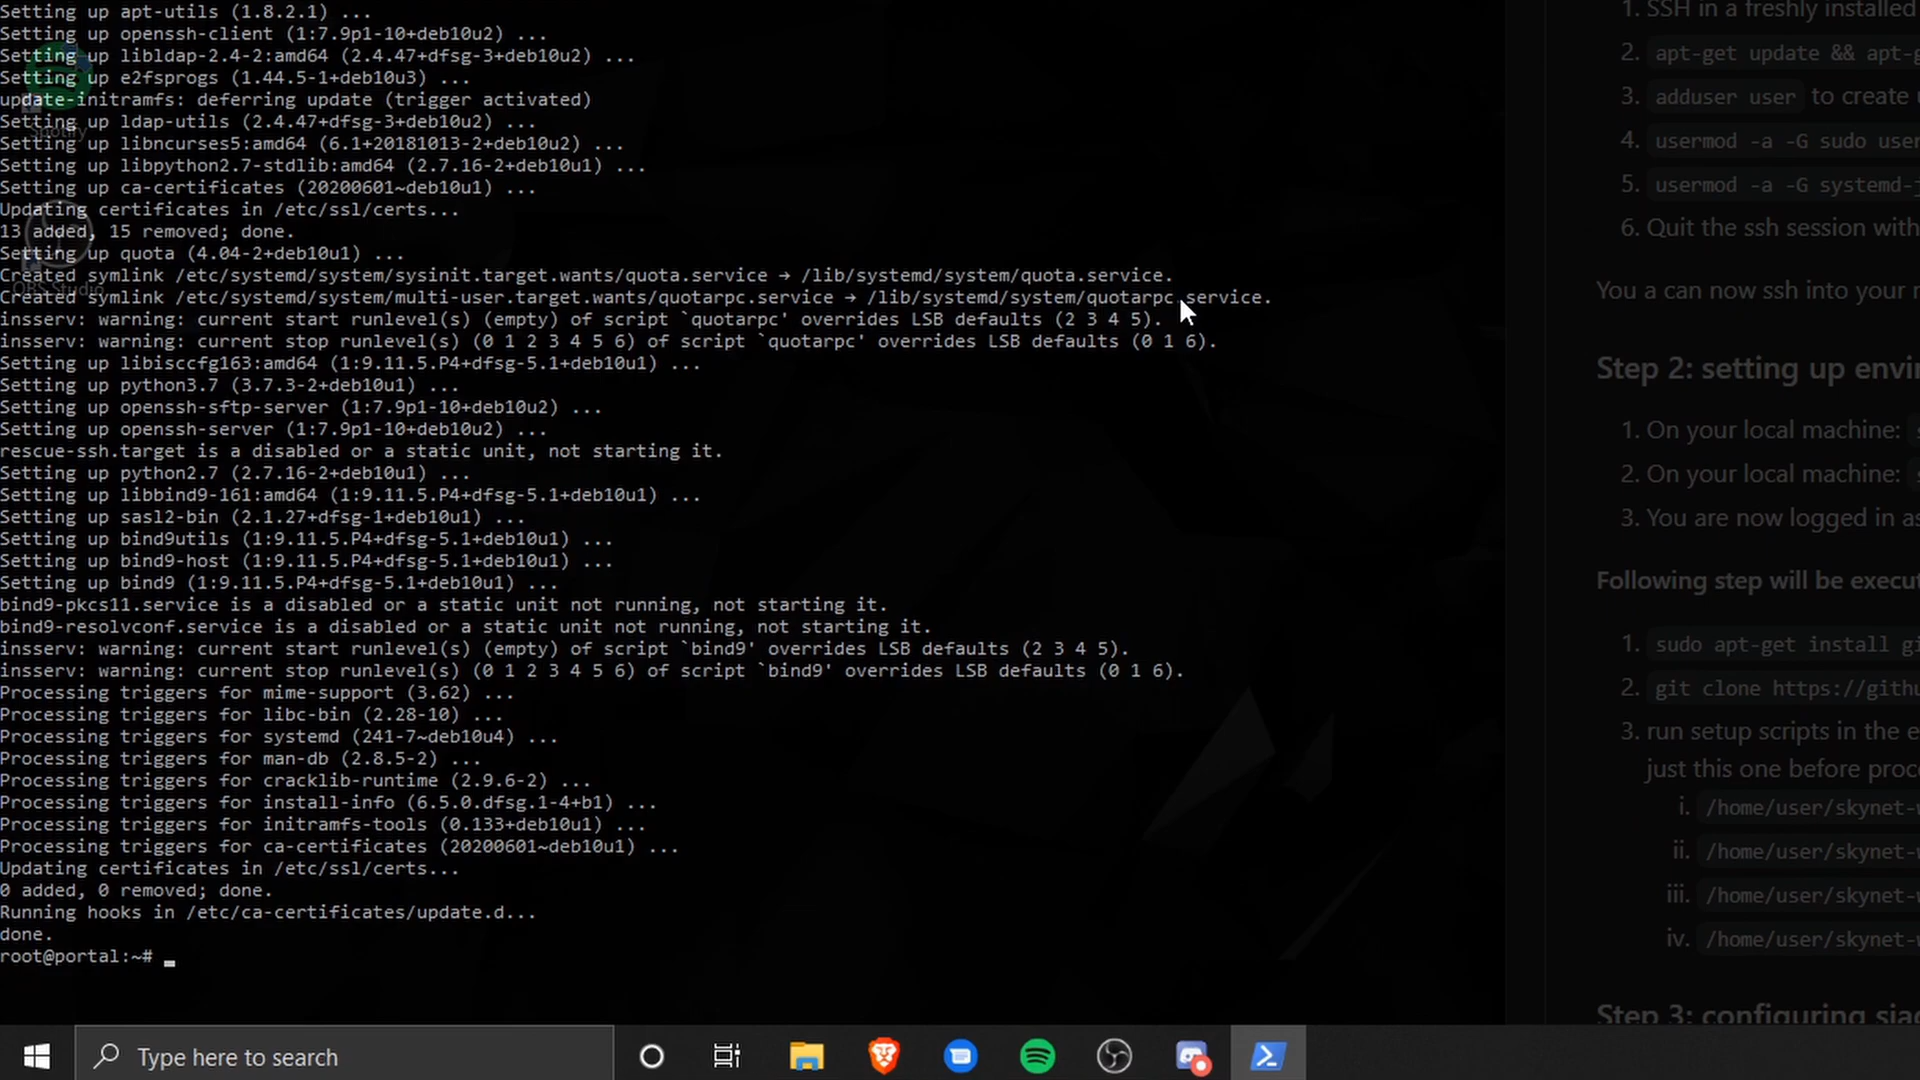 Setting up apt-utils (1.8.2.1) ...
Setting up openssh-client (1:7.9p1-10+deb10u2) ...
Setting up libldap-2.4-2:amd64 (2.4.47+dfsg-3+deb10u2) ...
Setting up e2fsprogs (1.44.5-1+deb10u3) ...
update-initramfs: deferring update (trigger activated)
Setting up ldap-utils (2.4.47+dfsg-3+deb10u2) ...
Spotify
Setting up libncurses5:amd64 (6.1+20181013-2+deb10u2) ...
Setting up libpython2.7-stdlib:amd64 (2.7.16-2+deb10u1) ...
Setting up ca-certificates (20200601~deb10u1) ...
Updating certificates in /etc/ssl/certs...
13 added, 15 removed; done.
Setting up quota (4.04-2+deb10u1) ...
Created symlink /etc/systemd/system/sysinit.target.wants/quota.service → /lib/systemd/system/quota.service.
OBS Studio
Created symlink /etc/systemd/system/multi-user.target.wants/quotarpc.service → /lib/systemd/system/quotarpc.service.
insserv: warning: current start runlevel(s) (empty) of script `quotarpc' overrides LSB defaults (2 3 4 5).
insserv: warning: current stop runlevel(s) (0 1 2 3 4 5 6) of script `quotarpc' overrides LSB defaults (0 1 6).
Setting up libisccfg163:amd64 (1:9.11.5.P4+dfsg-5.1+deb10u1) ...
Setting up python3.7 (3.7.3-2+deb10u1) ...
Setting up openssh-sftp-server (1:7.9p1-10+deb10u2) ...
Setting up openssh-server (1:7.9p1-10+deb10u2) ...
rescue-ssh.target is a disabled or a static unit, not starting it.
Setting up python2.7 (2.7.16-2+deb10u1) ...
Setting up libbind9-161:amd64 (1:9.11.5.P4+dfsg-5.1+deb10u1) ...
Setting up sasl2-bin (2.1.27+dfsg-1+deb10u1) ...
Setting up bind9utils (1:9.11.5.P4+dfsg-5.1+deb10u1) ...
Setting up bind9-host (1:9.11.5.P4+dfsg-5.1+deb10u1) ...
Setting up bind9 (1:9.11.5.P4+dfsg-5.1+deb10u1) ...
bind9-pkcs11.service is a disabled or a static unit not running, not starting it.
bind9-resolvconf.service is a disabled or a static unit not running, not starting it.
insserv: warning: current start runlevel(s) (empty) of script `bind9' overrides LSB defaults (2 3 4 5).
insserv: warning: current stop runlevel(s) (0 1 2 3 4 5 6) of script `bind9' overrides LSB defaults (0 1 6).
Processing triggers for mime-support (3.62) ...
Processing triggers for libc-bin (2.28-10) ...
Processing triggers for systemd (241-7~deb10u4) ...
Processing triggers for man-db (2.8.5-2) ...
Processing triggers for cracklib-runtime (2.9.6-2) ...
Processing triggers for install-info (6.5.0.dfsg.1-4+b1) ...
Processing triggers for initramfs-tools (0.133+deb10u1) ...
Processing triggers for ca-certificates (20200601~deb10u1) ...
Updating certificates in /etc/ssl/certs...
0 added, 0 removed; done.
Running hooks in /etc/ca-certificates/update.d...
done.
root@portal:~# _
1. SSH in a freshly installed
2. apt-get update && apt-g
3. adduser user to create
4. usermod -a -G sudo user
5. usermod -a -G systemd-j
6. Quit the ssh session with
You a can now ssh into your
Step 2: setting up envir
1. On your local machine:
2. On your local machine:
3. You are now logged in as
Following step will be execut
1. sudo apt-get install gi
2. git clone https://githu
3. run setup scripts in the e
just this one before proc
i. /home/user/skynet-w
ii. /home/user/skynet-w
iii. /home/user/skynet-w
iv. /home/user/skynet-w
Step 3: configuring siad
Type here to search